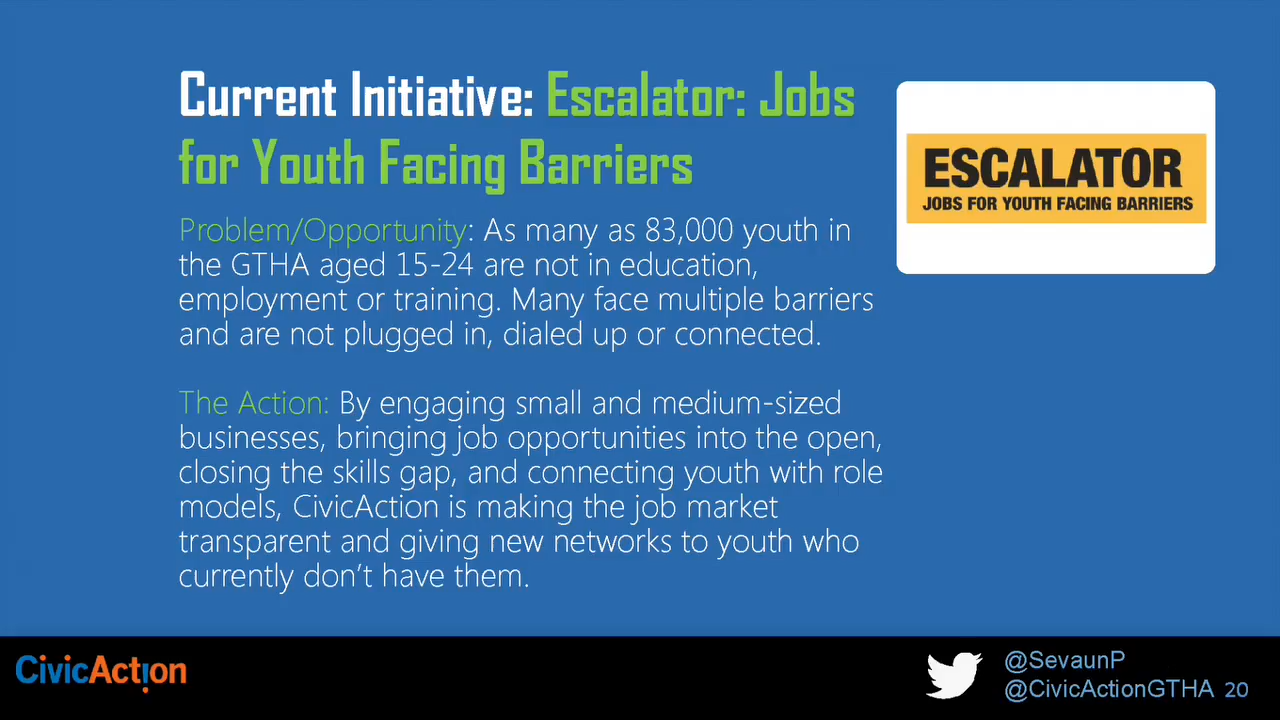 Current Initiative: Escalator: Jobs
for Youth Facing Barriers
ESCALATOR
JOBS FOR YOUTH FACING BARRIERS
Problem/Opportunity: As many as 83,000 youth in
the GTHA aged 15-24 are not in education,
employment or training. Many face multiple barriers
and are not plugged in, dialed up or connected.
The Action: By engaging small and medium-sized
businesses, bringing job opportunities into the open,
closing the skills gap, and connecting youth with role
models, CivicAction is making the job market
transparent and giving new networks to youth who
currently don't have them.
CivicAction
@SevaunP
@CivicActionGTHA 20